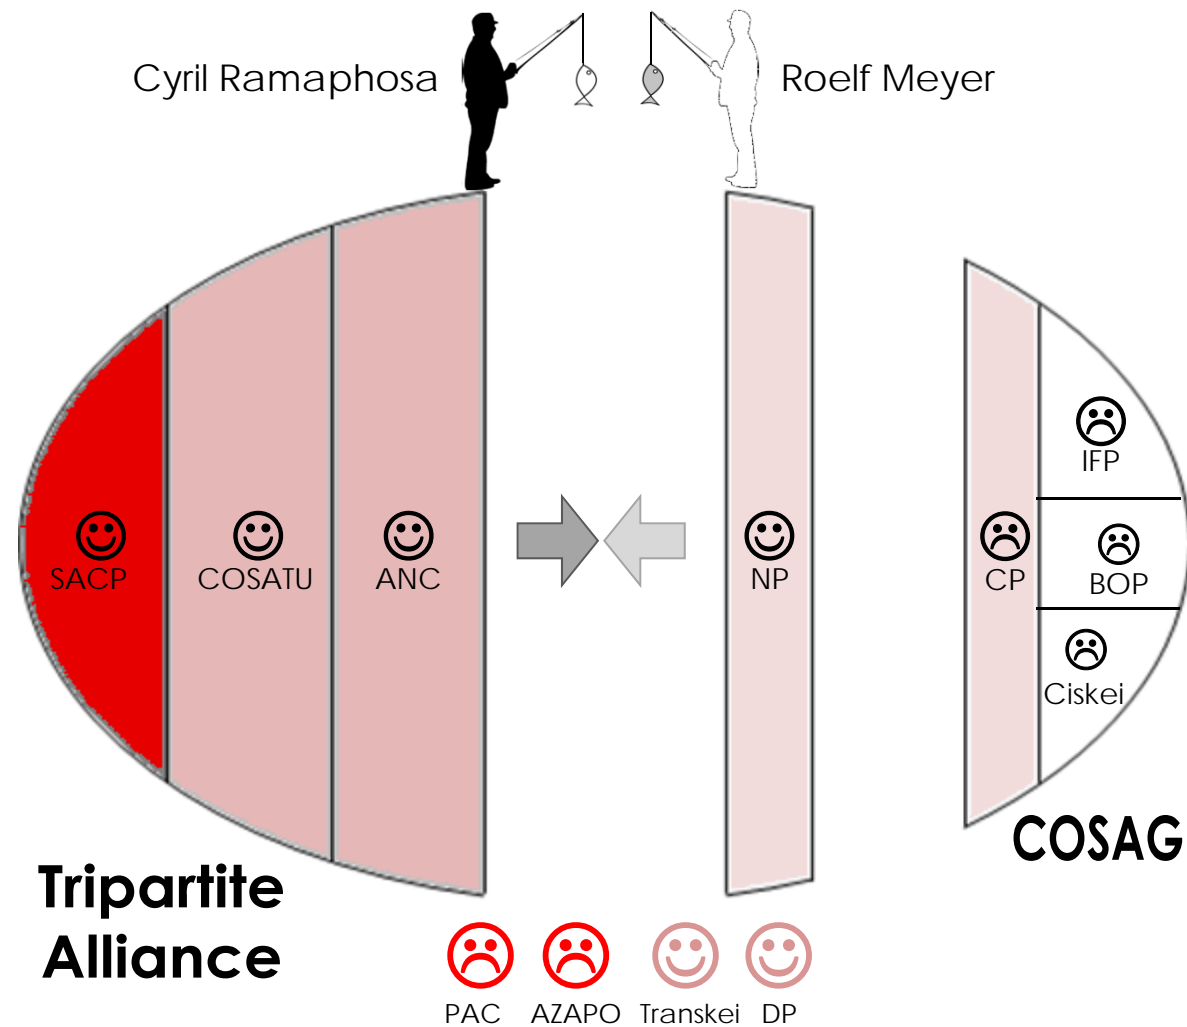 Cyril Ramaphosa
Roelf Meyer
IFP
SACP
COSATU
ANC
NP
CP
BOP
Ciskei
COSAG
Tripartite
Alliance
PAC
AZAPO
Transkei
DP